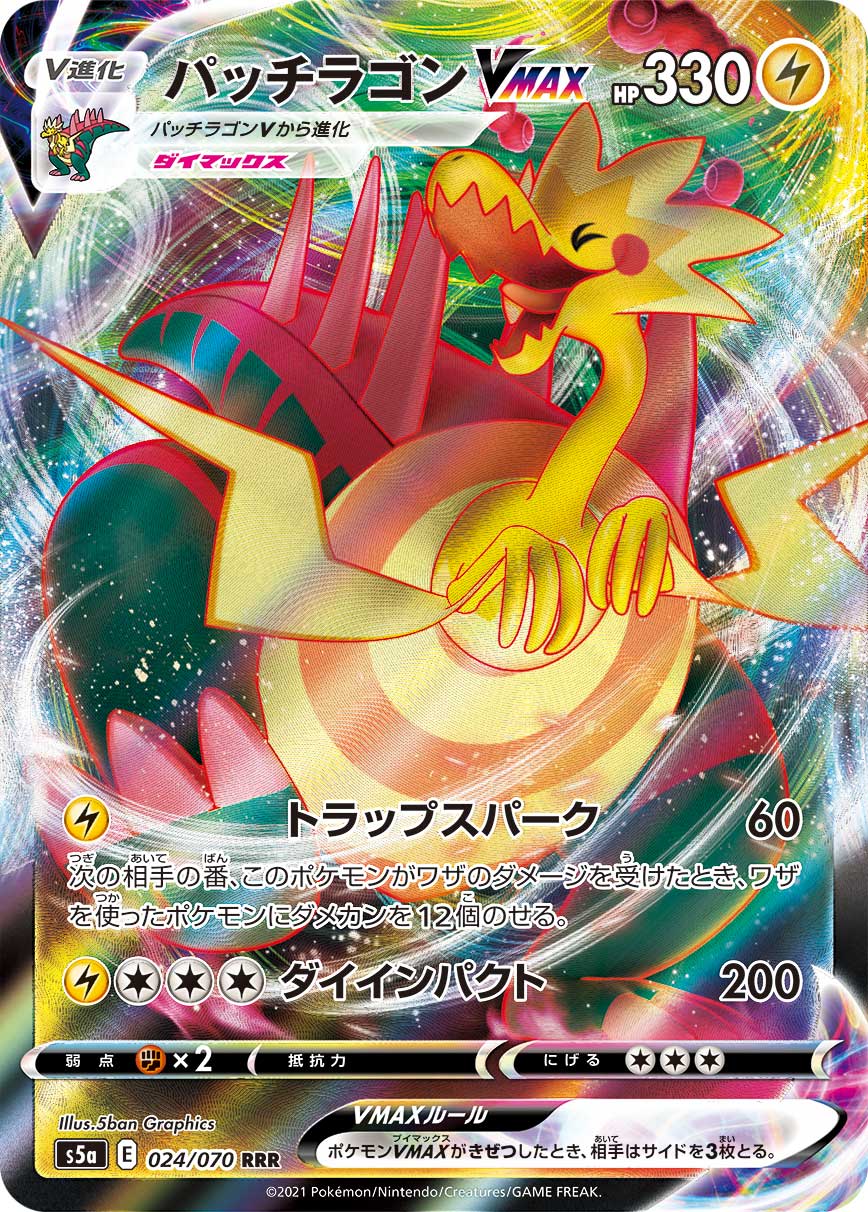 V進化
パッチラゴンVMAX HP330
パッチラゴンVから進化
ダイマックス
トラップスパーク 60
次の相手の番、このポケモンがワザのダメージを受けたとき、ワザ
を使ったポケモンにダメカンを12個のせる。
ダイインパクト 200
弱点 ×2 抵抗力 にげる
Illus.5ban Graphics
VMAXルール
ポケモンVMAXがきぜつしたとき、相手はサイドを3枚とる。
s5a E 024/070 RRR
©2021 Pokémon/Nintendo/Creatures/GAME FREAK.